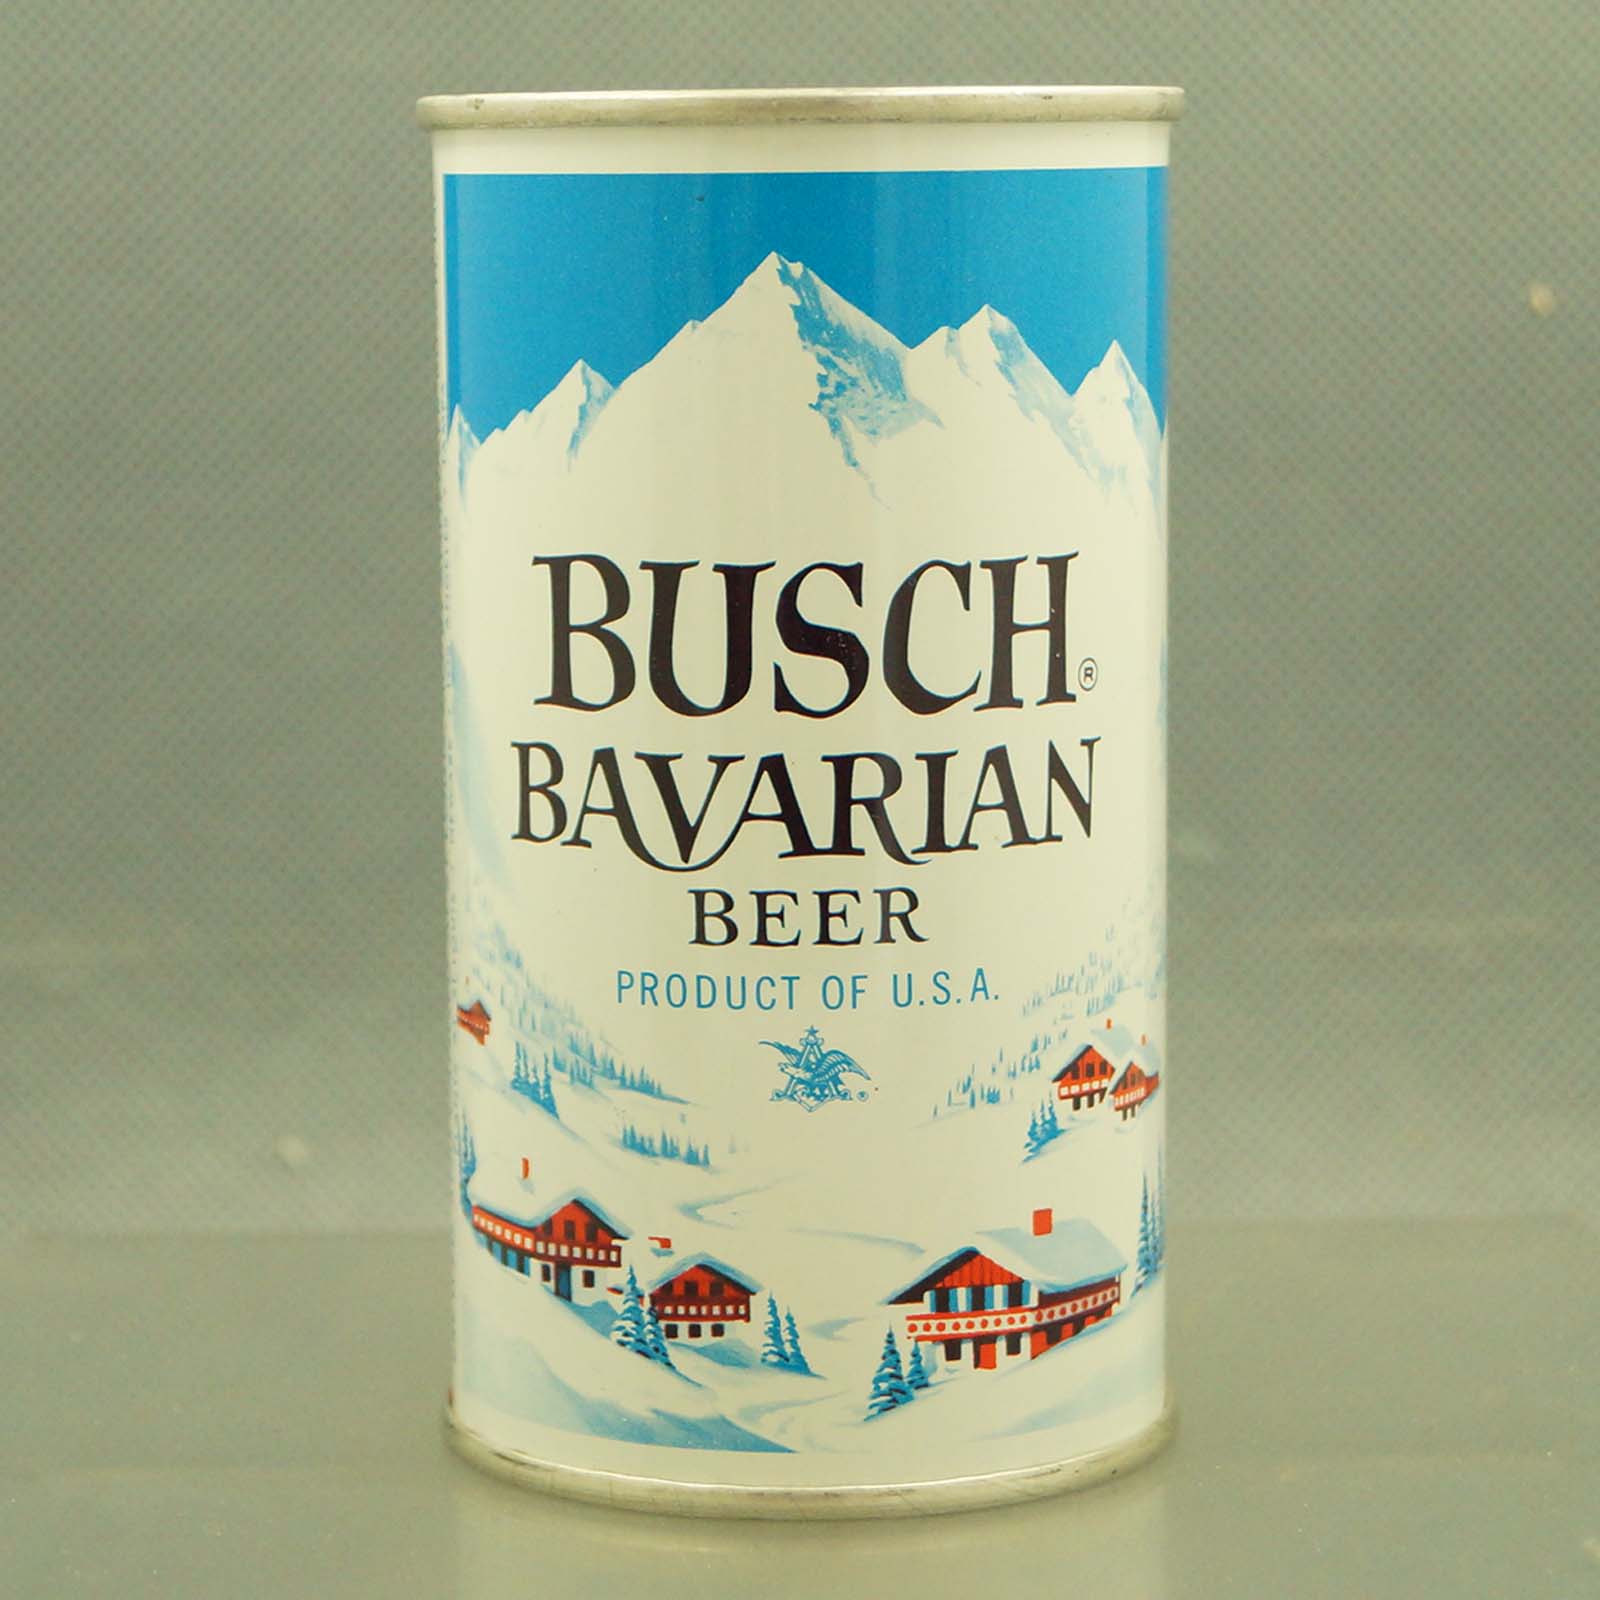 BUSCH®
BAVARIAN
BEER
PRODUCT OF U.S.A.